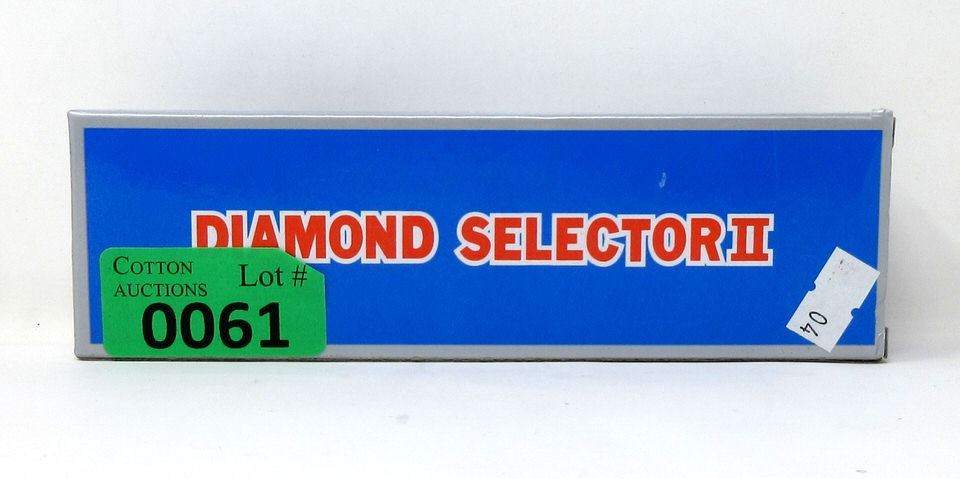 DIAMOND SELECTOR II
COTTON AUCTIONS
Lot #
0061
04